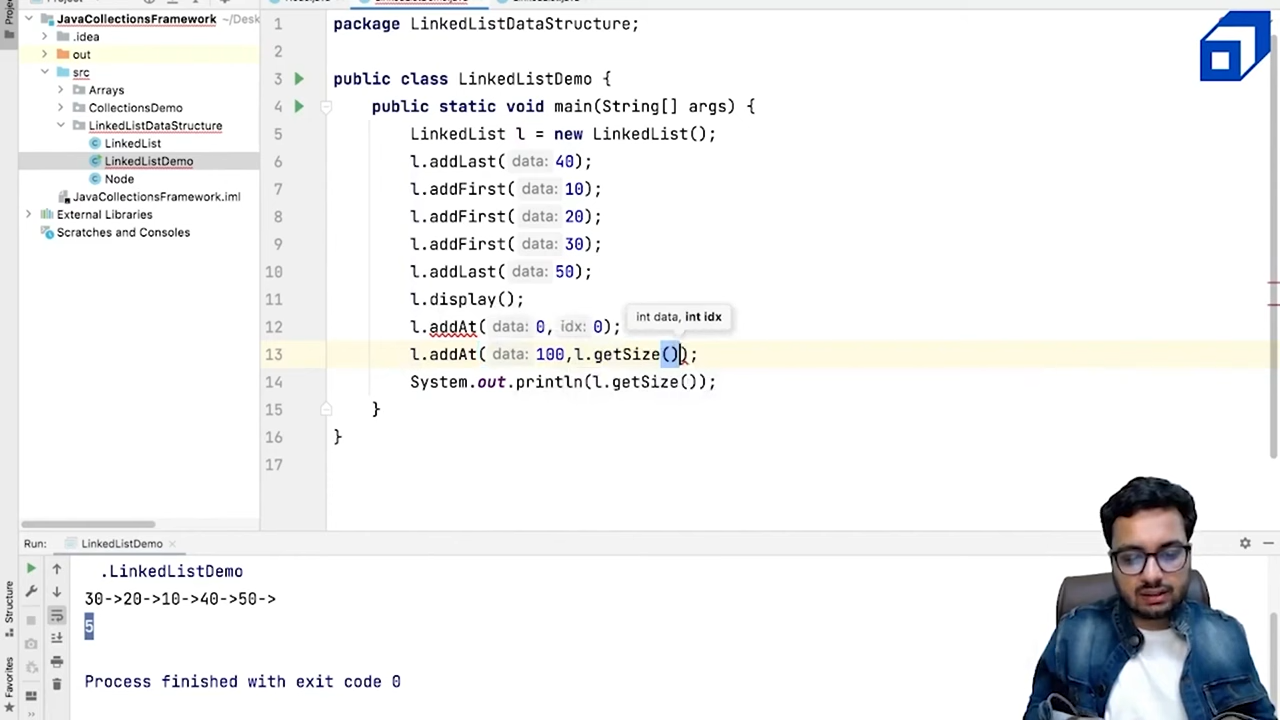 Project
JavaCollectionsFramework ~/Desk
.idea
out
src
Arrays
CollectionsDemo
LinkedListDataStructure
LinkedList
LinkedListDemo
Node
JavaCollectionsFramework.iml
External Libraries
Scratches and Consoles
1 package LinkedListDataStructure;
2
3 public class LinkedListDemo {
4 public static void main(String[] args) {
5 LinkedList l = new LinkedList();
6 l.addLast( data: 40);
7 l.addFirst( data: 10);
8 l.addFirst( data: 20);
9 l.addFirst( data: 30);
10 l.addLast( data: 50);
11 l.display();
int data, int idx
12 l.addAt( data: 0, idx: 0);
13 l.addAt( data: 100,l.getSize());
14 System.out.println(l.getSize());
15 }
16 }
17
Run: LinkedListDemo
.LinkedListDemo
30->20->10->40->50->
5
Process finished with exit code 0
Structure
Favorites